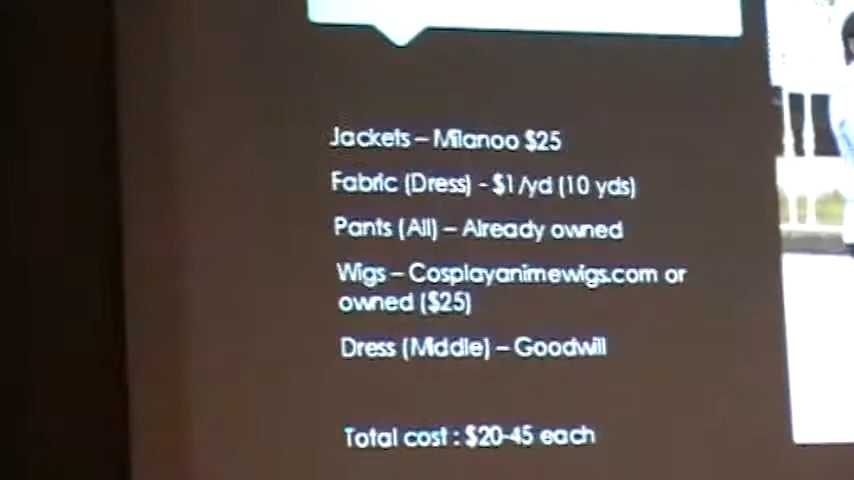 Jackets – Milanoo $25
Fabric (Dress) - $1/yd (10 yds)
Pants (All) – Already owned
Wigs – Cosplayanimewigs.com or
owned ($25)
Dress (Middle) – Goodwill
Total cost : $20-45 each